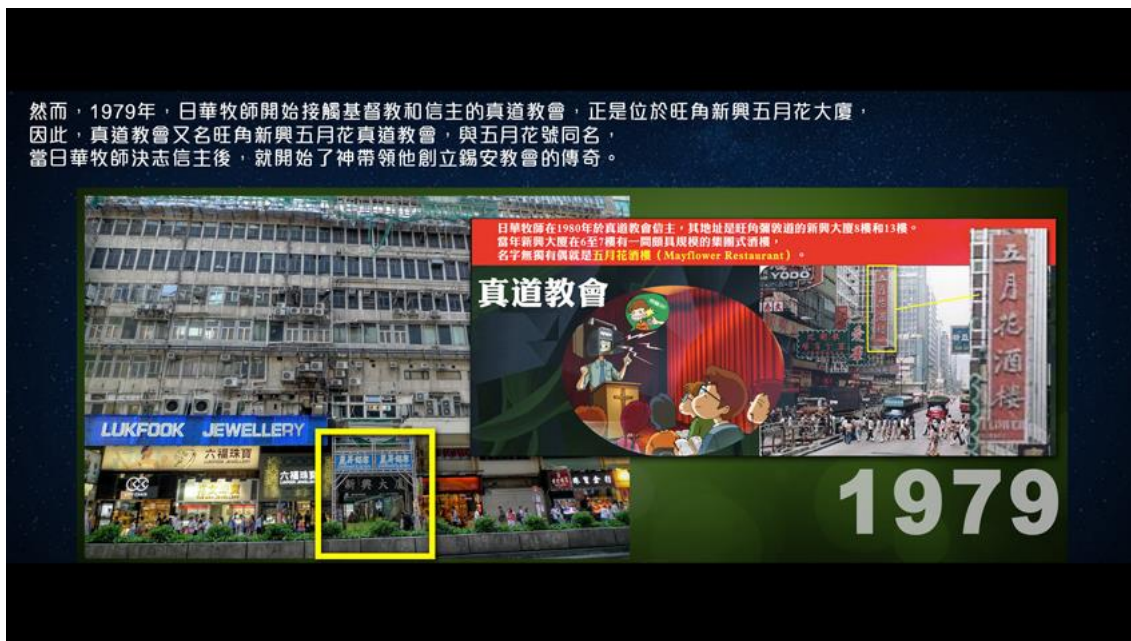 然而，1979年，日華牧師開始接觸基督教和信主的真道教會，正是位於旺角新興五月花大廈，
因此，真道教會又名旺角新興五月花真道教會，與五月花號同名，
當日華牧師決志信主後，就開始了神帶領他創立錫安教會的傳奇。
日華牧師在1980年於真道教會信主，其地址是旺角彌敦道的新興大廈8樓和13樓。
當年新興大廈在6至7樓有一間頗具規模的集團式酒樓，
名字無獨有偶就是五月花酒樓（Mayflower Restaurant）。
真道教會
YODO
五月花酒樓
LUKFOOK JEWELLERY
六福珠寶
六福珠寶
新興大廈
1979